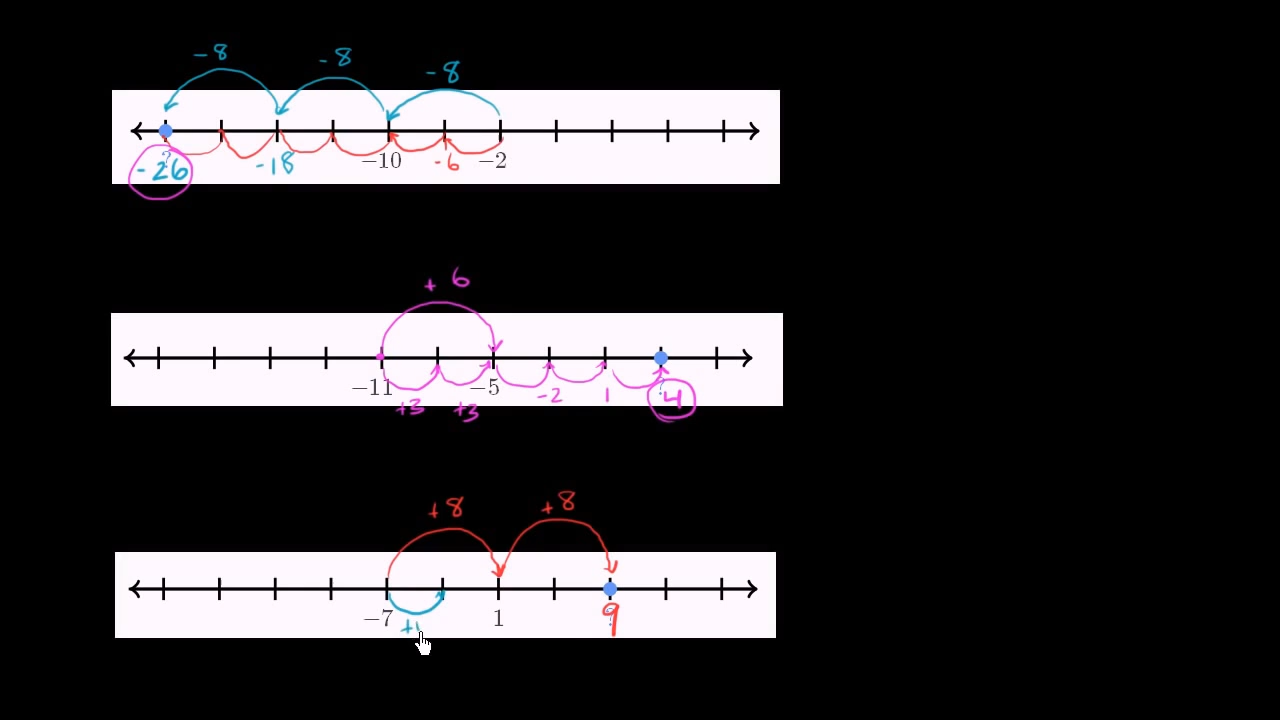 -8 -8 -8
-26 -18 -10 -6 -2
+ 6
-11 -5 -2 1 4
+3 +3
+8 +8
-7 1 9